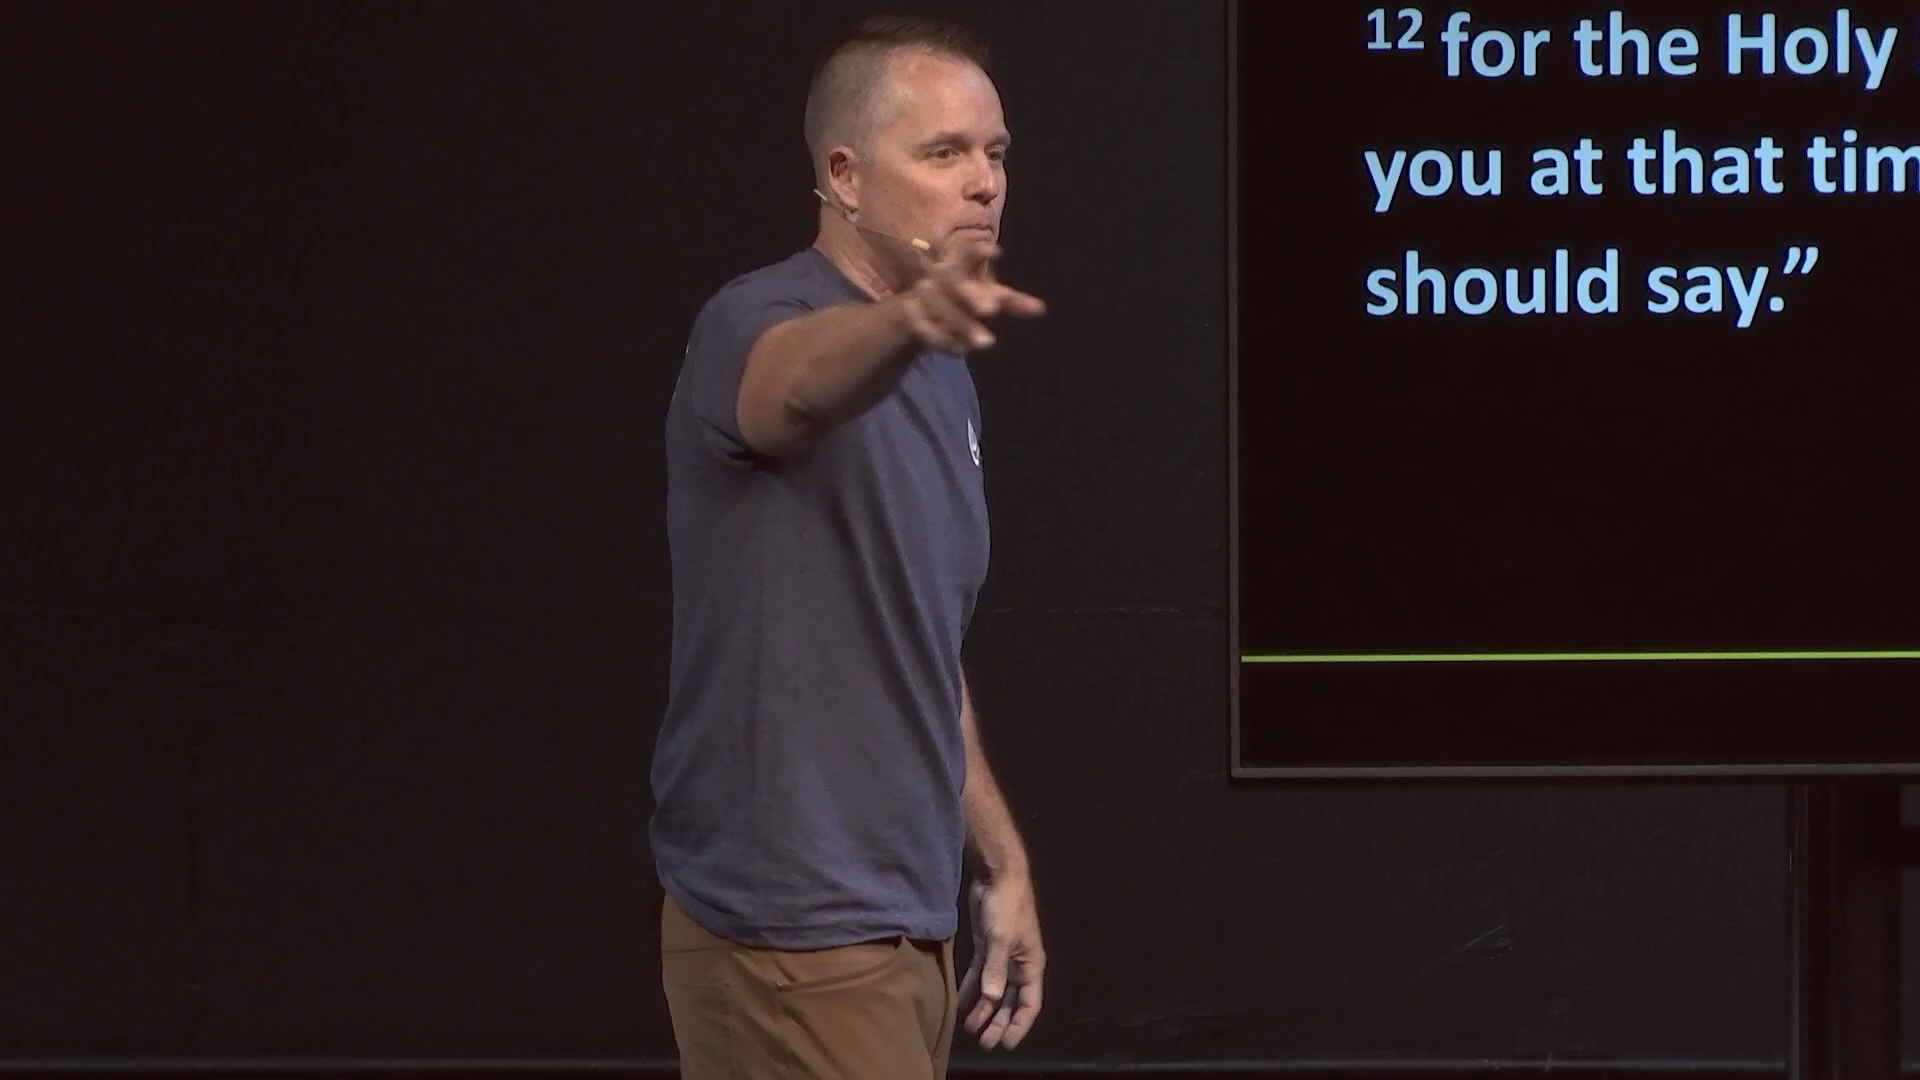 12 for the Holy
you at that tim
should say.”